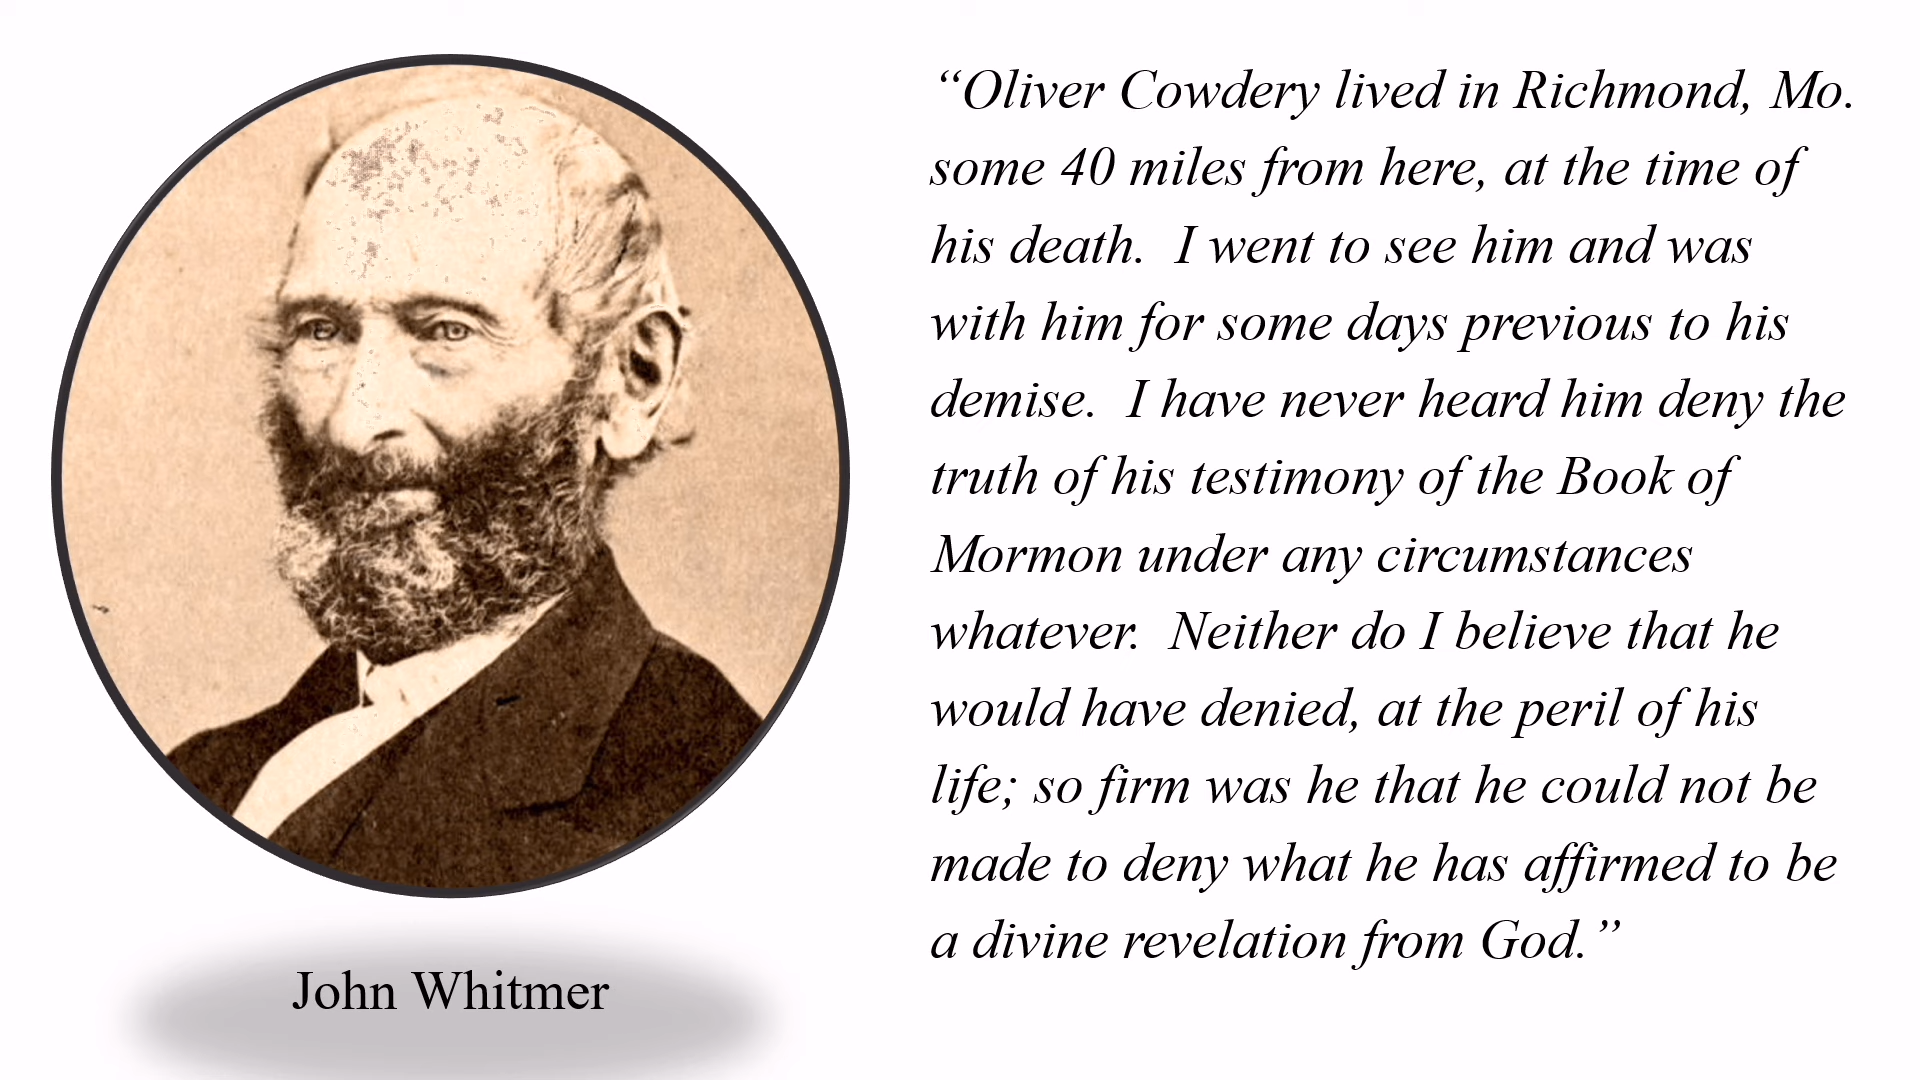 “Oliver Cowdery lived in Richmond, Mo.
some 40 miles from here, at the time of
his death.  I went to see him and was
with him for some days previous to his
demise.  I have never heard him deny the
truth of his testimony of the Book of
Mormon under any circumstances
whatever.  Neither do I believe that he
would have denied, at the peril of his
life; so firm was he that he could not be
made to deny what he has affirmed to be
a divine revelation from God.”
John Whitmer